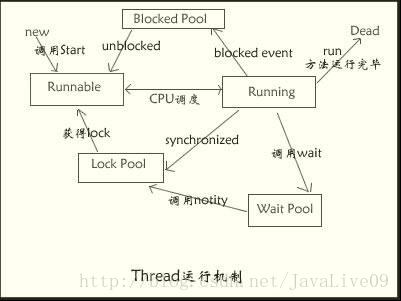 Blocked Pool
new
Dead
调用Start
unblocked
blocked event
run
方法运行完毕
Runnable
CPU调度
Running
获得lock
synchronized
调用wait
Lock Pool
调用notity
Wait Pool
Thread运行机制
http://blog.csdn.net/JavaLive09